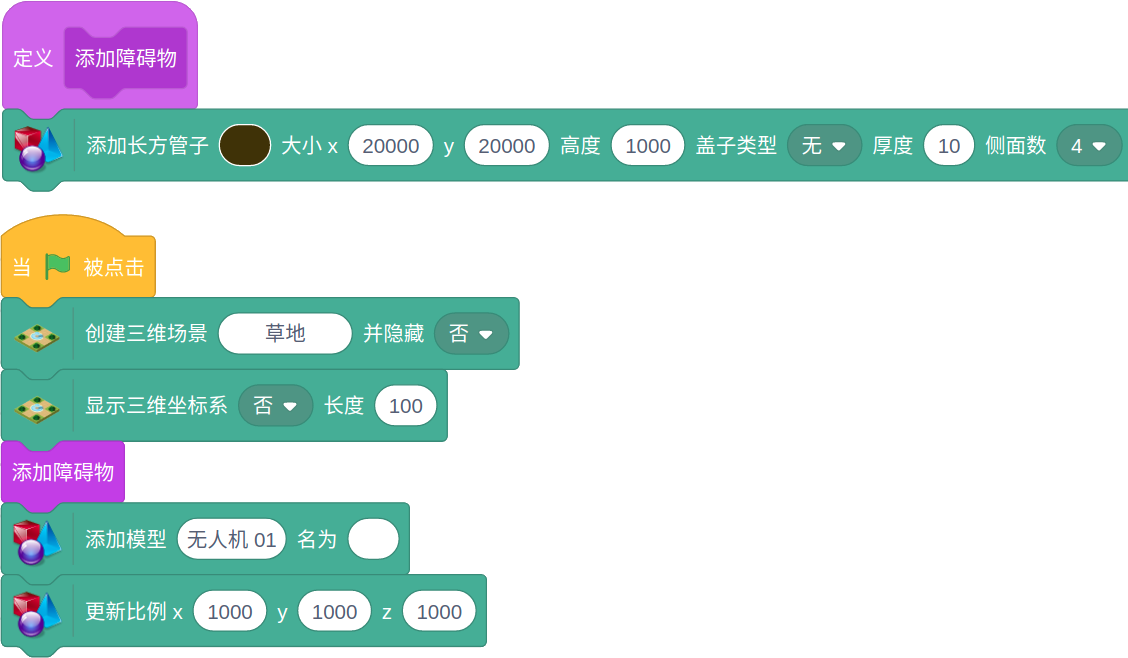 定义 添加障碍物
添加长方管子 大小 x 20000 y 20000 高度 1000 盖子类型 无 厚度 10 侧面数 4
当 被点击
创建三维场景 草地 并隐藏 否
显示三维坐标系 否 长度 100
添加障碍物
添加模型 无人机 01 名为
更新比例 x 1000 y 1000 z 1000